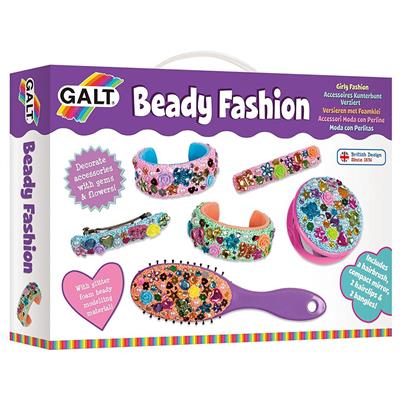 GALT
Beady Fashion
Girly Fashion
Accessoires Kunterbunt
Verziert
Versieren met Foamklei
Accessori Moda con Perline
Moda con Perlitas
British Design
Since 1836
Decorate
accessories
with gems
& flowers!
With glitter
foam beady
modelling
material!
Includes
a hairbrush,
compact mirror,
2 hairclips &
2 bangles!
GALT
Beady Fashion